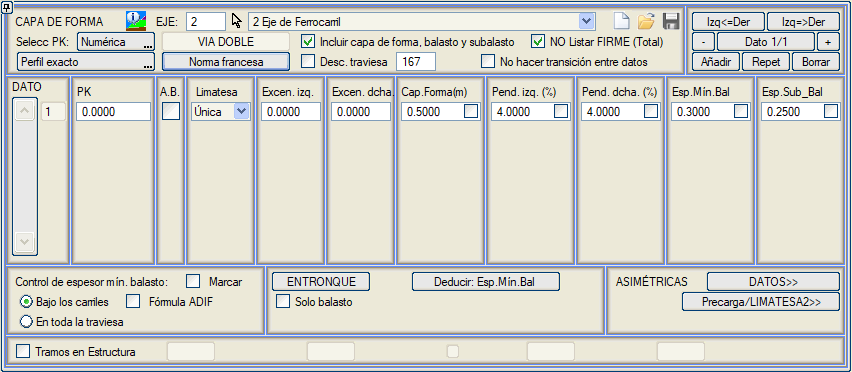 CAPA DE FORMA EJE: 2 2 Eje de Ferrocarril Izq<=Der Izq=>Der
Selecc PK: Numérica ... VIA DOBLE Incluir capa de forma, balasto y subalasto NO Listar FIRME (Total) - Dato 1/1 +
Perfil exacto ... Norma francesa Desc. traviesa 167 No hacer transición entre datos Añadir Repet Borrar
DATO PK A.B. Limatesa Excen. izq. Excen. dcha. Cap.Forma(m) Pend. izq. (%) Pend. dcha. (%) Esp.Mín.Bal Esp.Sub_Bal
1 0.0000 Única 0.0000 0.0000 0.5000 4.0000 4.0000 0.3000 0.2500
Control de espesor mín. balasto: Marcar ENTRONQUE Deducir: Esp.Mín.Bal ASIMÉTRICAS DATOS>>
Bajo los carriles Fórmula ADIF Solo balasto Precarga/LIMATESA2>>
En toda la traviesa
Tramos en Estructura